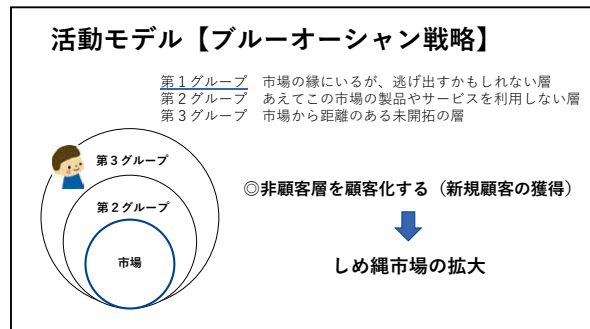 活動モデル【ブルーオーシャン戦略】
第１グループ　市場の縁にいるが、逃げ出すかもしれない層
第２グループ　あえてこの市場の製品やサービスを利用しない層
第３グループ　市場から距離のある未開拓の層
第３グループ
第２グループ
市場
◎非顧客層を顧客化する（新規顧客の獲得）
しめ縄市場の拡大